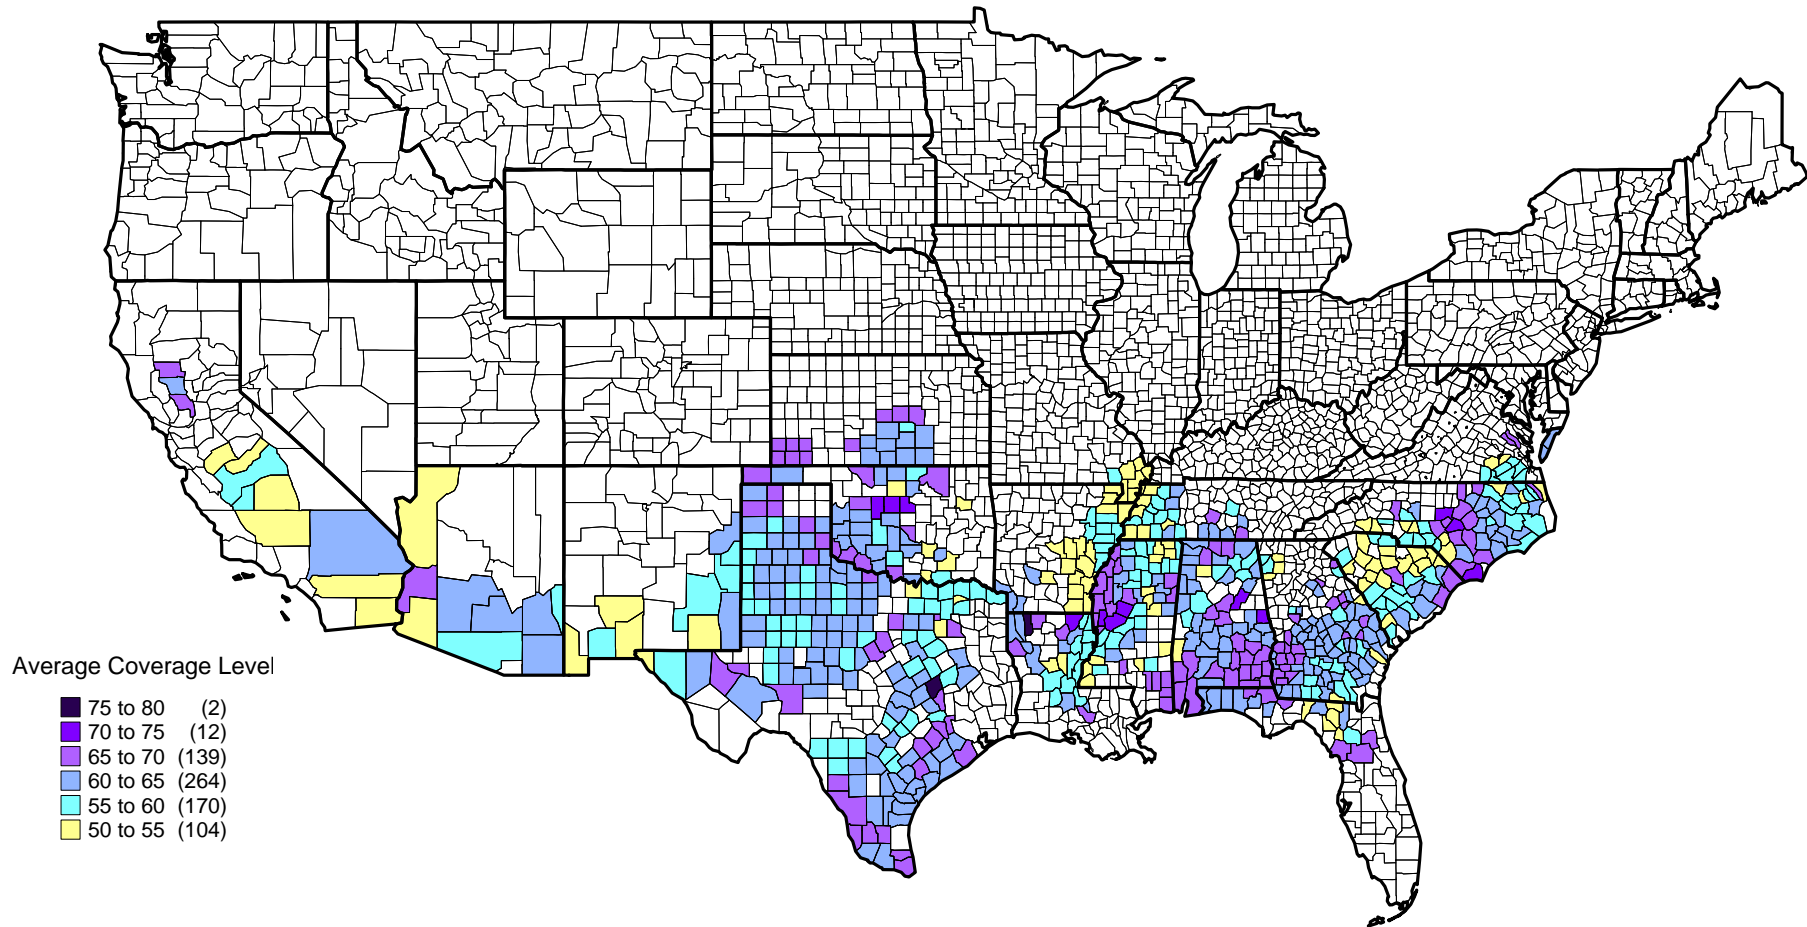 Average Coverage Level
75 to 80 (2)
70 to 75 (12)
65 to 70 (139)
60 to 65 (264)
55 to 60 (170)
50 to 55 (104)